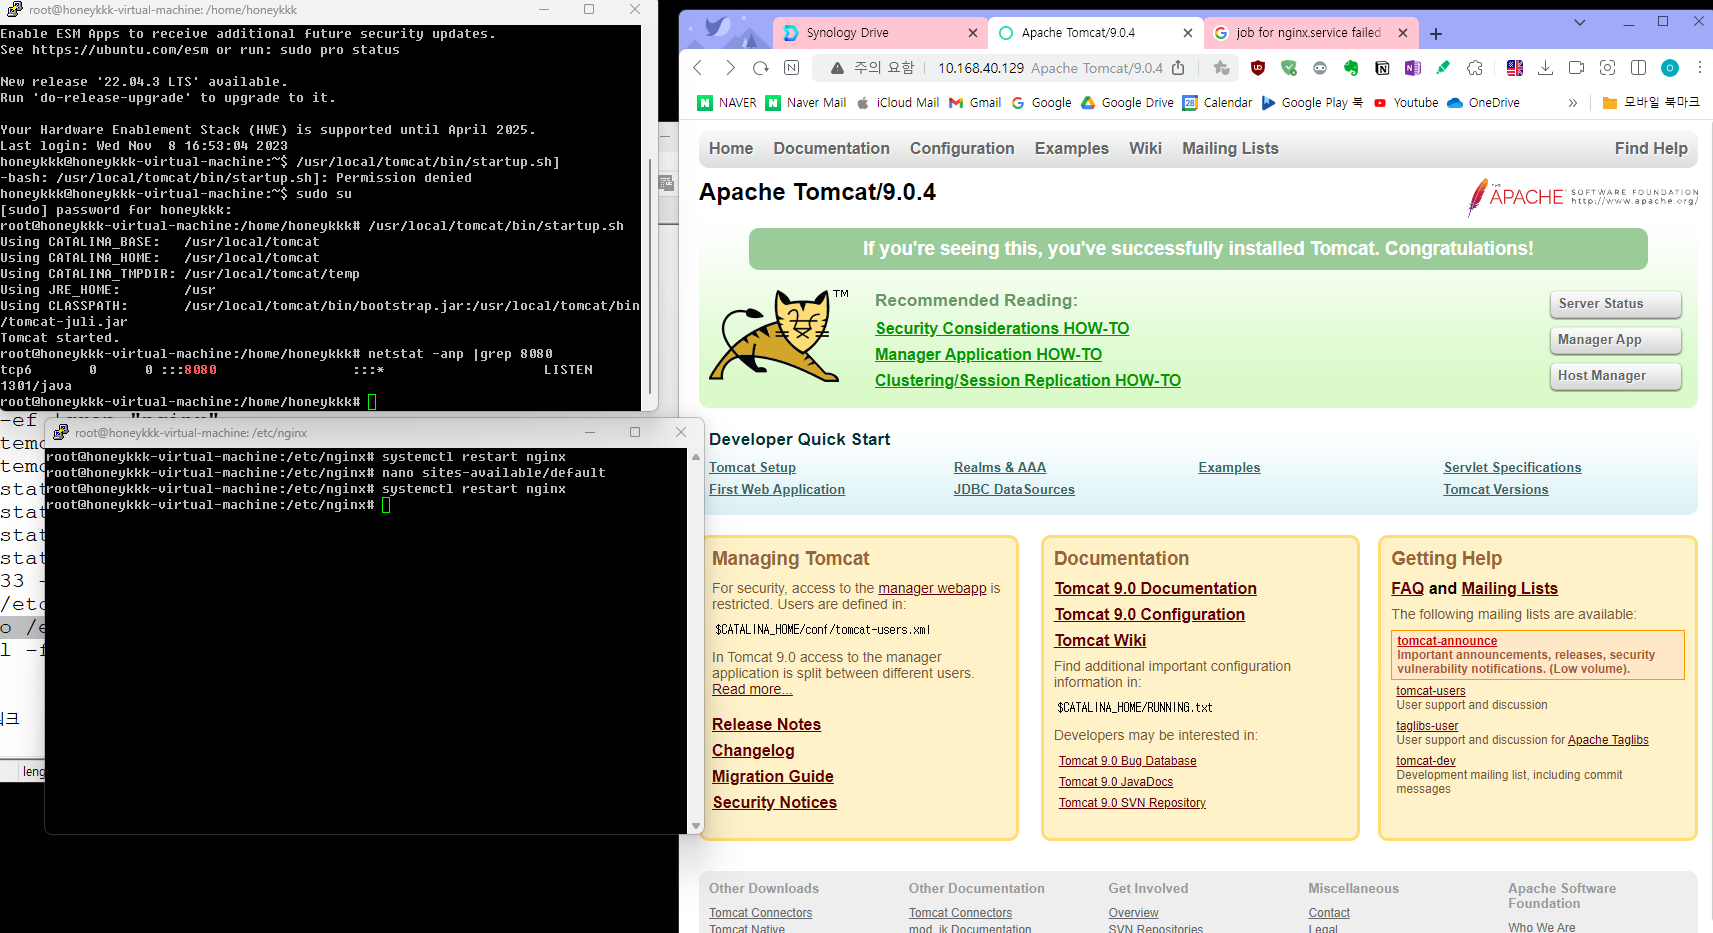 root@honeykkk-virtual-machine: /home/honeykkk
Enable ESM Apps to receive additional future security updates.
See https://ubuntu.com/esm or run: sudo pro status
New release '22.04.3 LTS' available.
Run 'do-release-upgrade' to upgrade to it.
Your Hardware Enablement Stack (HWE) is supported until April 2025.
Last login: Wed Nov  8 16:53:04 2023
honeykkk@honeykkk-virtual-machine:~$ /usr/local/tomcat/bin/startup.sh]
-bash: /usr/local/tomcat/bin/startup.sh]: Permission denied
honeykkk@honeykkk-virtual-machine:~$ sudo su
[sudo] password for honeykkk:
root@honeykkk-virtual-machine:/home/honeykkk# /usr/local/tomcat/bin/startup.sh
Using CATALINA_BASE:   /usr/local/tomcat
Using CATALINA_HOME:   /usr/local/tomcat
Using CATALINA_TMPDIR: /usr/local/tomcat/temp
Using JRE_HOME:        /usr
Using CLASSPATH:       /usr/local/tomcat/bin/bootstrap.jar:/usr/local/tomcat/bin
/tomcat-juli.jar
Tomcat started.
root@honeykkk-virtual-machine:/home/honeykkk# netstat -anp |grep 8080
tcp6       0      0 :::8080                 :::*                    LISTEN
1301/java
root@honeykkk-virtual-machine:/home/honeykkk#
-ef
temc
temc
stat
stat
stat
stat
33 -
/etc
o /e
l -f
크
leng
root@honeykkk-virtual-machine: /etc/nginx
root@honeykkk-virtual-machine:/etc/nginx# systemctl restart nginx
root@honeykkk-virtual-machine:/etc/nginx# nano sites-available/default
root@honeykkk-virtual-machine:/etc/nginx# systemctl restart nginx
root@honeykkk-virtual-machine:/etc/nginx#
Synology Drive
Apache Tomcat/9.0.4
job for nginx.service failed
주의 요함
10.168.40.129 Apache Tomcat/9.0.4
NAVER
Naver Mail
iCloud Mail
Gmail
Google
Google Drive
Calendar
Google Play 북
Youtube
OneDrive
모바일 북마크
Home
Documentation
Configuration
Examples
Wiki
Mailing Lists
Find Help
Apache Tomcat/9.0.4
THE
APACHE
SOFTWARE FOUNDATION
http://www.apache.org/
If you're seeing this, you've successfully installed Tomcat. Congratulations!
TM
Recommended Reading:
Security Considerations HOW-TO
Manager Application HOW-TO
Clustering/Session Replication HOW-TO
Server Status
Manager App
Host Manager
Developer Quick Start
Tomcat Setup
First Web Application
Realms & AAA
JDBC DataSources
Examples
Servlet Specifications
Tomcat Versions
Managing Tomcat
For security, access to the manager webapp is
restricted. Users are defined in:
$CATALINA_HOME/conf/tomcat-users.xml
In Tomcat 9.0 access to the manager
application is split between different users.
Read more...
Release Notes
Changelog
Migration Guide
Security Notices
Documentation
Tomcat 9.0 Documentation
Tomcat 9.0 Configuration
Tomcat Wiki
Find additional important configuration
information in:
$CATALINA_HOME/RUNNING.txt
Developers may be interested in:
Tomcat 9.0 Bug Database
Tomcat 9.0 JavaDocs
Tomcat 9.0 SVN Repository
Getting Help
FAQ and Mailing Lists
The following mailing lists are available:
tomcat-announce
Important announcements, releases, security
vulnerability notifications. (Low volume).
tomcat-users
User support and discussion
taglibs-user
User support and discussion for Apache Taglibs
tomcat-dev
Development mailing list, including commit
messages
Other Downloads
Tomcat Connectors
Tomcat Native
Other Documentation
Tomcat Connectors
mod_jk Documentation
Get Involved
Overview
SVN Repositories
Miscellaneous
Contact
Legal
Apache Software
Foundation
Who We Are